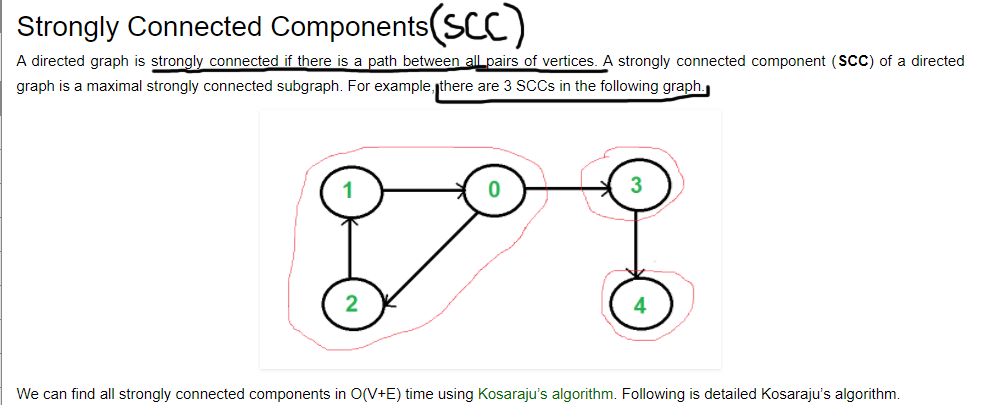 Strongly Connected Components(SCC)
A directed graph is strongly connected if there is a path between all pairs of vertices. A strongly connected component (SCC) of a directed
graph is a maximal strongly connected subgraph. For example, there are 3 SCCs in the following graph.
1 0 3
2 4
We can find all strongly connected components in O(V+E) time using Kosaraju's algorithm. Following is detailed Kosaraju's algorithm.